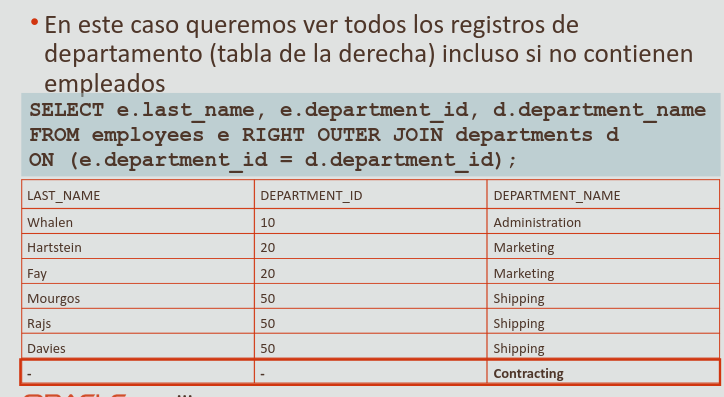 • En este caso queremos ver todos los registros de
departamento (tabla de la derecha) incluso si no contienen
empleados
SELECT e.last_name, e.department_id, d.department_name
FROM employees e RIGHT OUTER JOIN departments d
ON (e.department_id = d.department_id);
LAST_NAME DEPARTMENT_ID DEPARTMENT_NAME
Whalen 10 Administration
Hartstein 20 Marketing
Fay 20 Marketing
Mourgos 50 Shipping
Rajs 50 Shipping
Davies 50 Shipping
- - Contracting